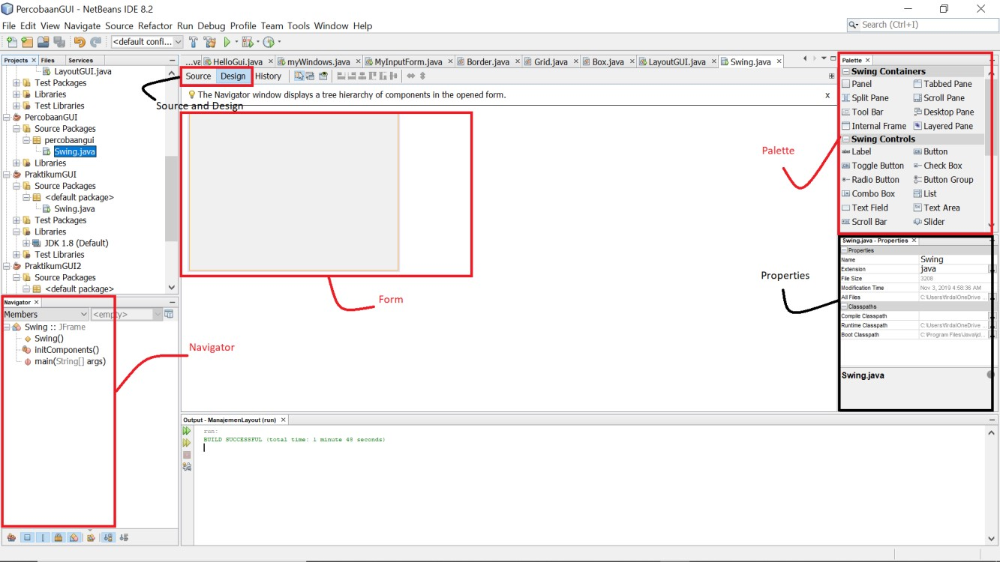 PercobaanGUI - NetBeans IDE 8.2
File Edit View Navigate Source Refactor Run Debug Profile Team Tools Window Help
Search (Ctrl+I)
<default confi...
Projects Files Services
LayoutGUI.java
Test Packages
Libraries
Test Libraries
PercobaanGUI
Source Packages
percobaangui
Swing.java
Libraries
PraktikumGUI
Source Packages
<default package>
Swing.java
Test Packages
Libraries
JDK 1.8 (Default)
Test Libraries
PraktikumGUI2
Source Packages
<default package>
Navigator
Members <empty>
Swing :: JFrame
Swing()
initComponents()
main(String[] args)
...va HelloGui.java myWindows.java MyInputForm.java Border.java Grid.java Box.java LayoutGUI.java Swing.java
Source Design History
The Navigator window displays a tree hierarchy of components in the opened form. x
Source and Design
Form
Navigator
Palette
Properties
Palette
Swing Containers
Panel Tabbed Pane
Split Pane Scroll Pane
Tool Bar Desktop Pane
Internal Frame Layered Pane
Swing Controls
label Label OK Button
OK Toggle Button Check Box
Radio Button Button Group
Combo Box List
Text Field Text Area
Scroll Bar Slider
Swing.java - Properties
Properties
Name Swing
Extension java
File Size 3208
Modification Time Nov 3, 2019 4:58:36 AM
All Files C:\Users\firda\OneDrive ...
Classpaths
Compile Classpath
Runtime Classpath C:\Users\firda\OneDrive ...
Boot Classpath C:\Program Files\Java\jd...
Swing.java
Output - ManajemenLayout (run)
run:
BUILD SUCCESSFUL (total time: 1 minute 48 seconds)